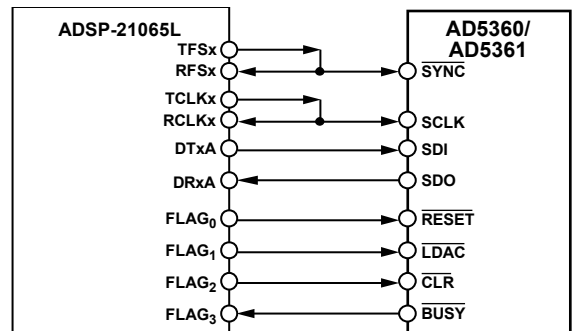 ADSP-21065L
TFSx
RFSx
TCLKx
RCLKx
DTxA
DRxA
FLAG₀
FLAG₁
FLAG₂
FLAG₃
AD5360/
AD5361
SYNC
SCLK
SDI
SDO
RESET
LDAC
CLR
BUSY